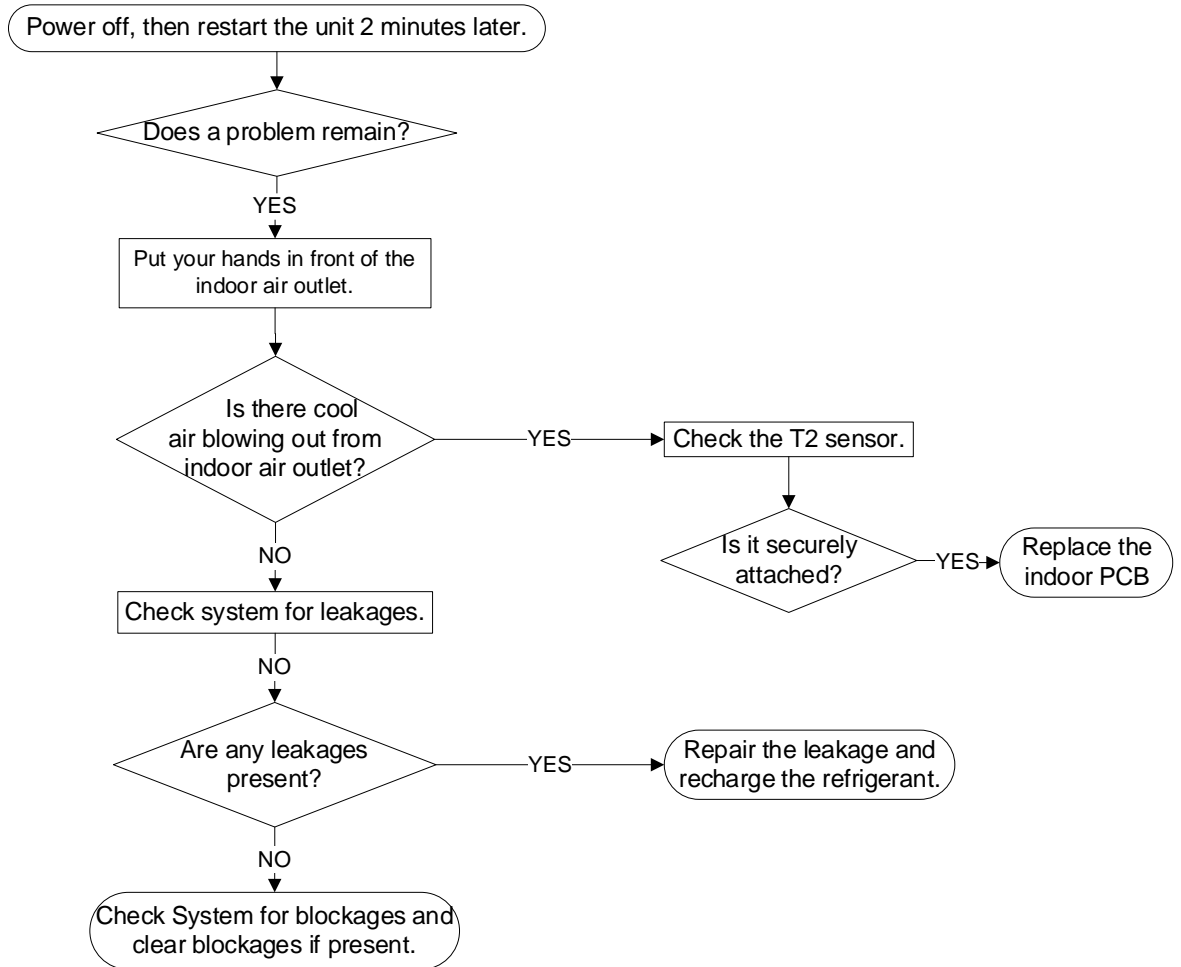 Power off, then restart the unit 2 minutes later.
Does a problem remain?
YES
Put your hands in front of the
indoor air outlet.
Is there cool
air blowing out from
indoor air outlet?
YES
Check the T2 sensor.
Is it securely
attached?
YES
Replace the
indoor PCB
NO
Check system for leakages.
NO
Are any leakages
present?
YES
Repair the leakage and
recharge the refrigerant.
NO
Check System for blockages and
clear blockages if present.